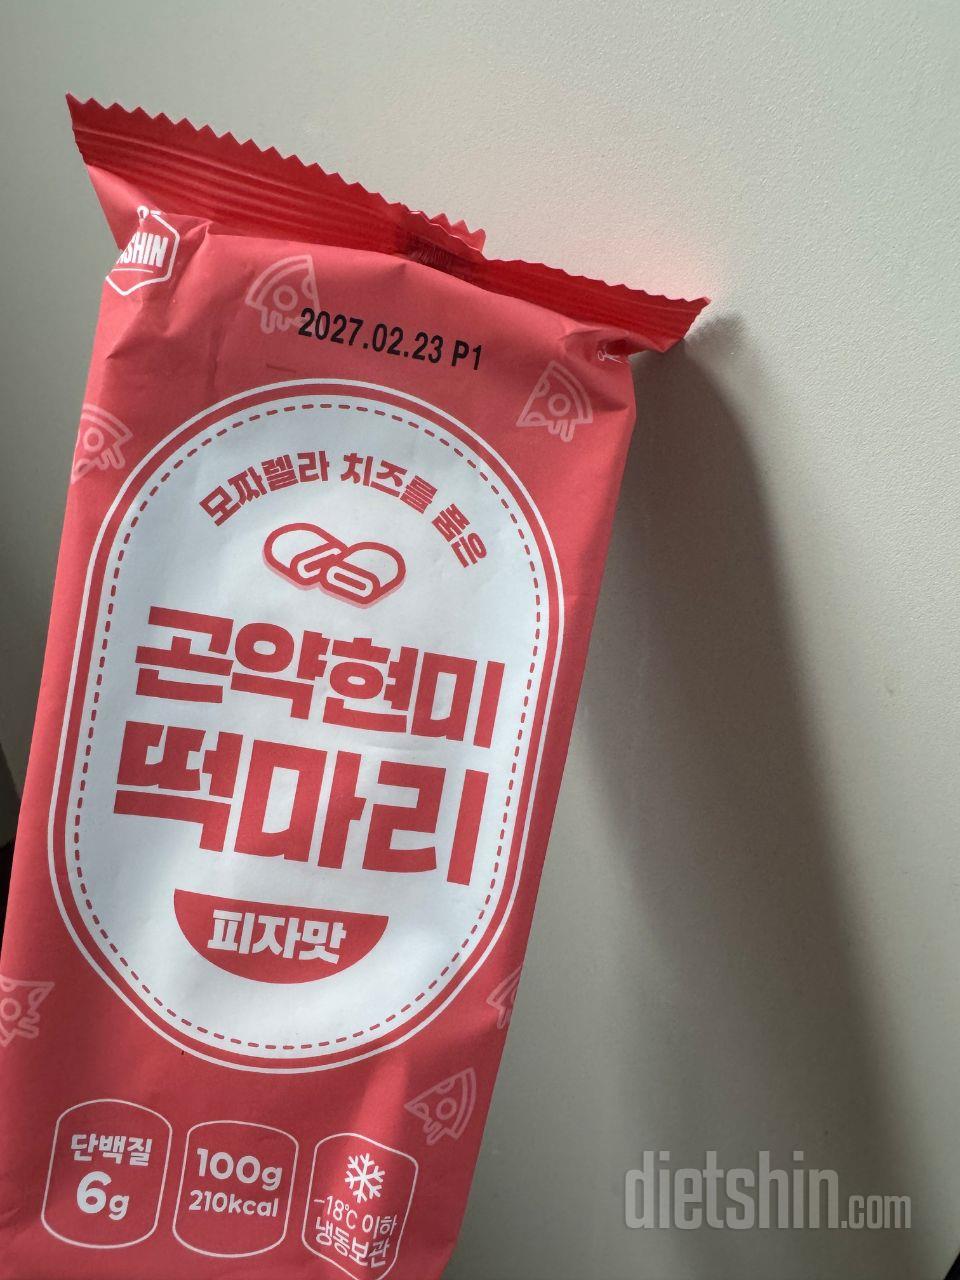 SHIN
2027.02.23 P1
모짜렐라 치즈를 품은
곤약현미
떡마리
피자맛
단백질
6g
100g
210kcal
-18℃ 이하
냉동보관
dietshin.com